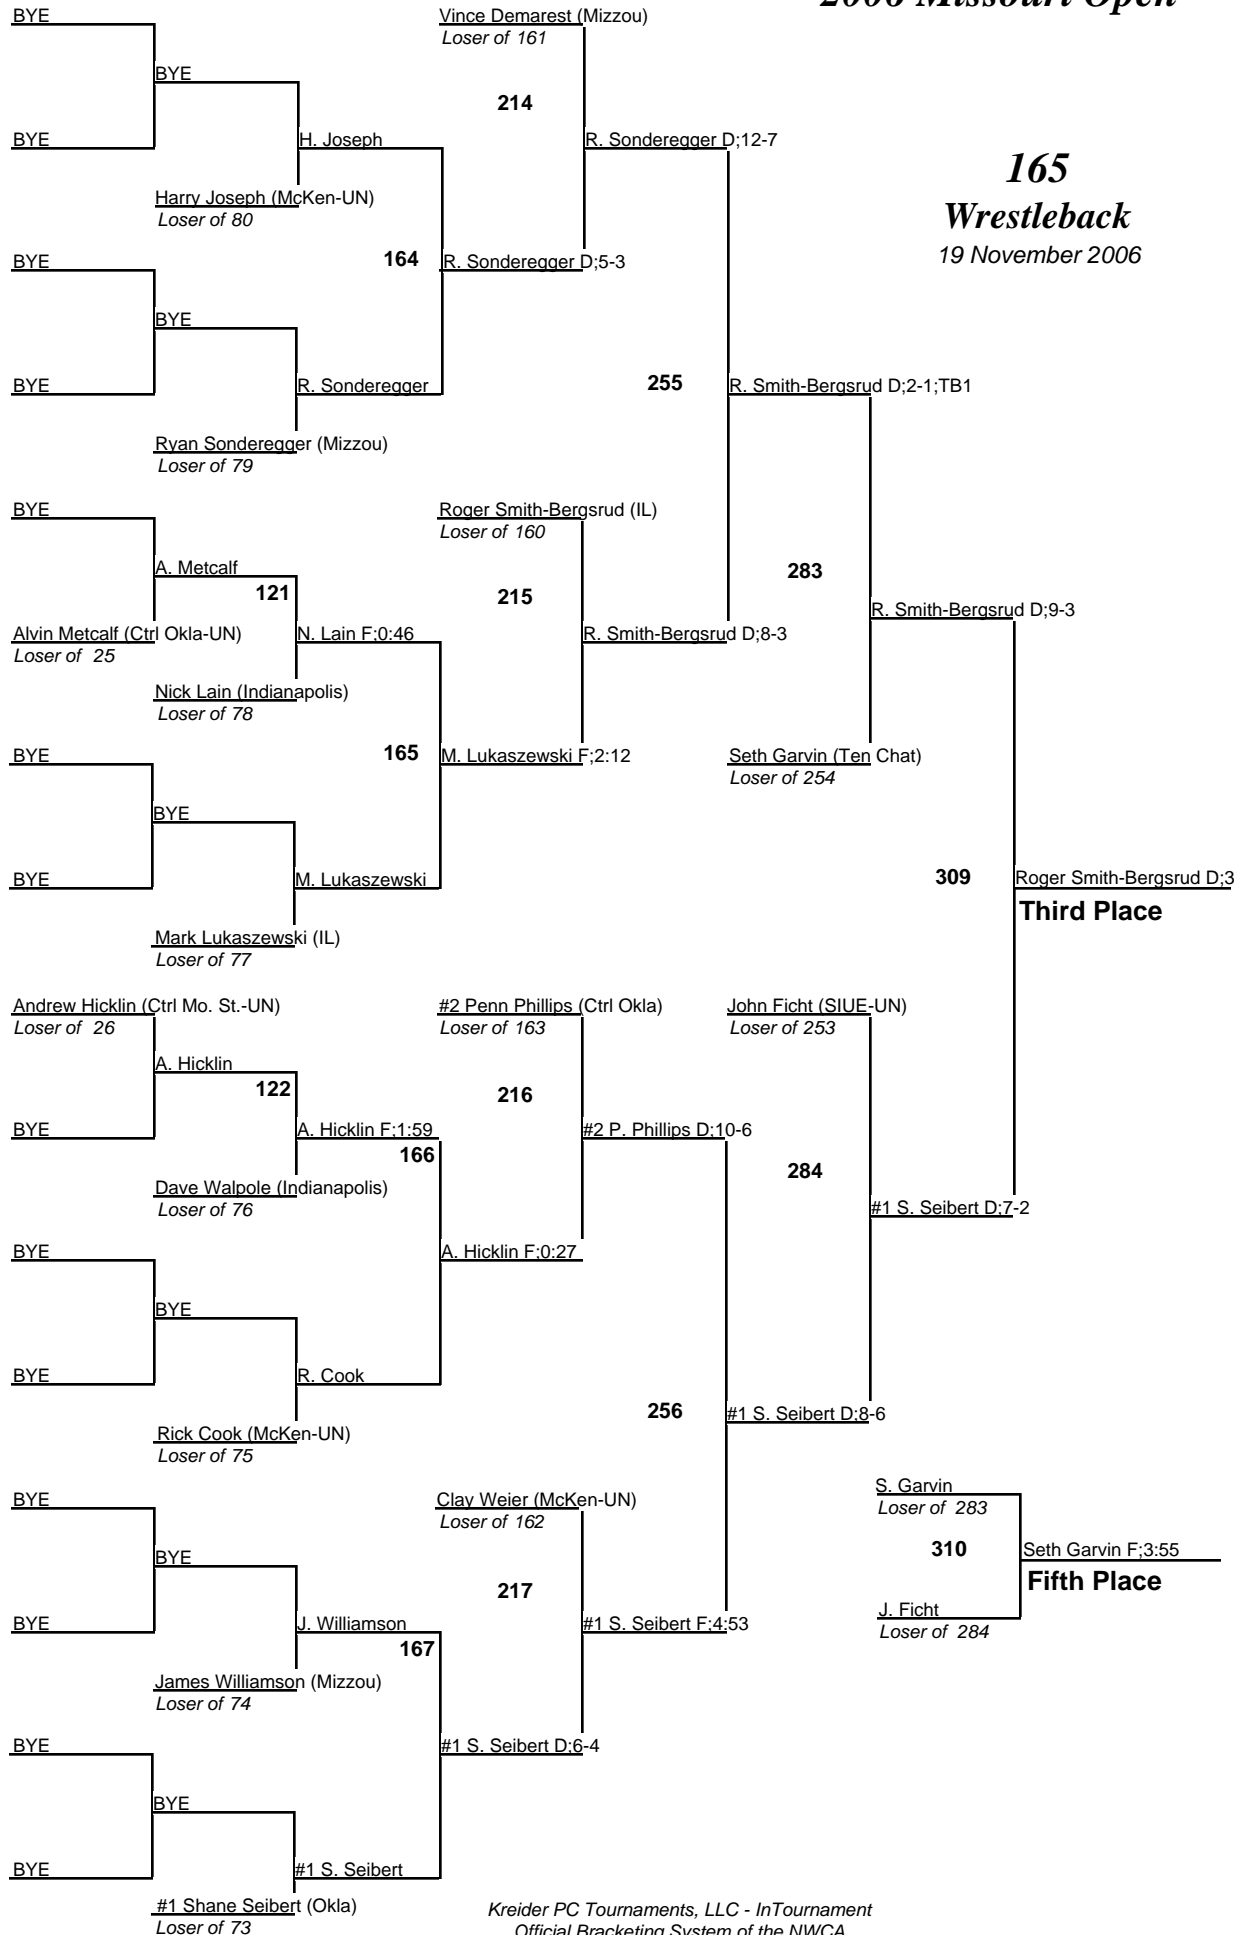 2006 Missouri Open
165
Wrestleback
19 November 2006
BYE
Vince Demarest (Mizzou)
Loser of 161
BYE
214
BYE
H. Joseph
R. Sonderegger D;12-7
Harry Joseph (McKen-UN)
Loser of 80
BYE
164
R. Sonderegger D;5-3
BYE
BYE
R. Sonderegger
255
R. Smith-Bergsrud D;2-1;TB1
Ryan Sonderegger (Mizzou)
Loser of 79
BYE
Roger Smith-Bergsrud (IL)
Loser of 160
A. Metcalf
283
121
215
R. Smith-Bergsrud D;9-3
Alvin Metcalf (Ctrl Okla-UN)
Loser of 25
N. Lain F;0:46
R. Smith-Bergsrud D;8-3
Nick Lain (Indianapolis)
Loser of 78
BYE
165
M. Lukaszewski F;2:12
Seth Garvin (Ten Chat)
Loser of 254
BYE
BYE
M. Lukaszewski
309
Roger Smith-Bergsrud D;3
Third Place
Mark Lukaszewski (IL)
Loser of 77
Andrew Hicklin (Ctrl Mo. St.-UN)
Loser of 26
#2 Penn Phillips (Ctrl Okla)
Loser of 163
John Ficht (SIUE-UN)
Loser of 253
A. Hicklin
122
216
BYE
A. Hicklin F;1:59
#2 P. Phillips D;10-6
166
284
Dave Walpole (Indianapolis)
Loser of 76
#1 S. Seibert D;7-2
BYE
A. Hicklin F;0:27
BYE
BYE
R. Cook
256
#1 S. Seibert D;8-6
Rick Cook (McKen-UN)
Loser of 75
BYE
Clay Weier (McKen-UN)
Loser of 162
S. Garvin
Loser of 283
BYE
310
Seth Garvin F;3:55
Fifth Place
217
BYE
J. Williamson
#1 S. Seibert F;4:53
J. Ficht
Loser of 284
167
James Williamson (Mizzou)
Loser of 74
BYE
#1 S. Seibert D;6-4
BYE
BYE
#1 S. Seibert
#1 Shane Seibert (Okla)
Loser of 73
Kreider PC Tournaments, LLC - InTournament
Official Bracketing System of the NWCA